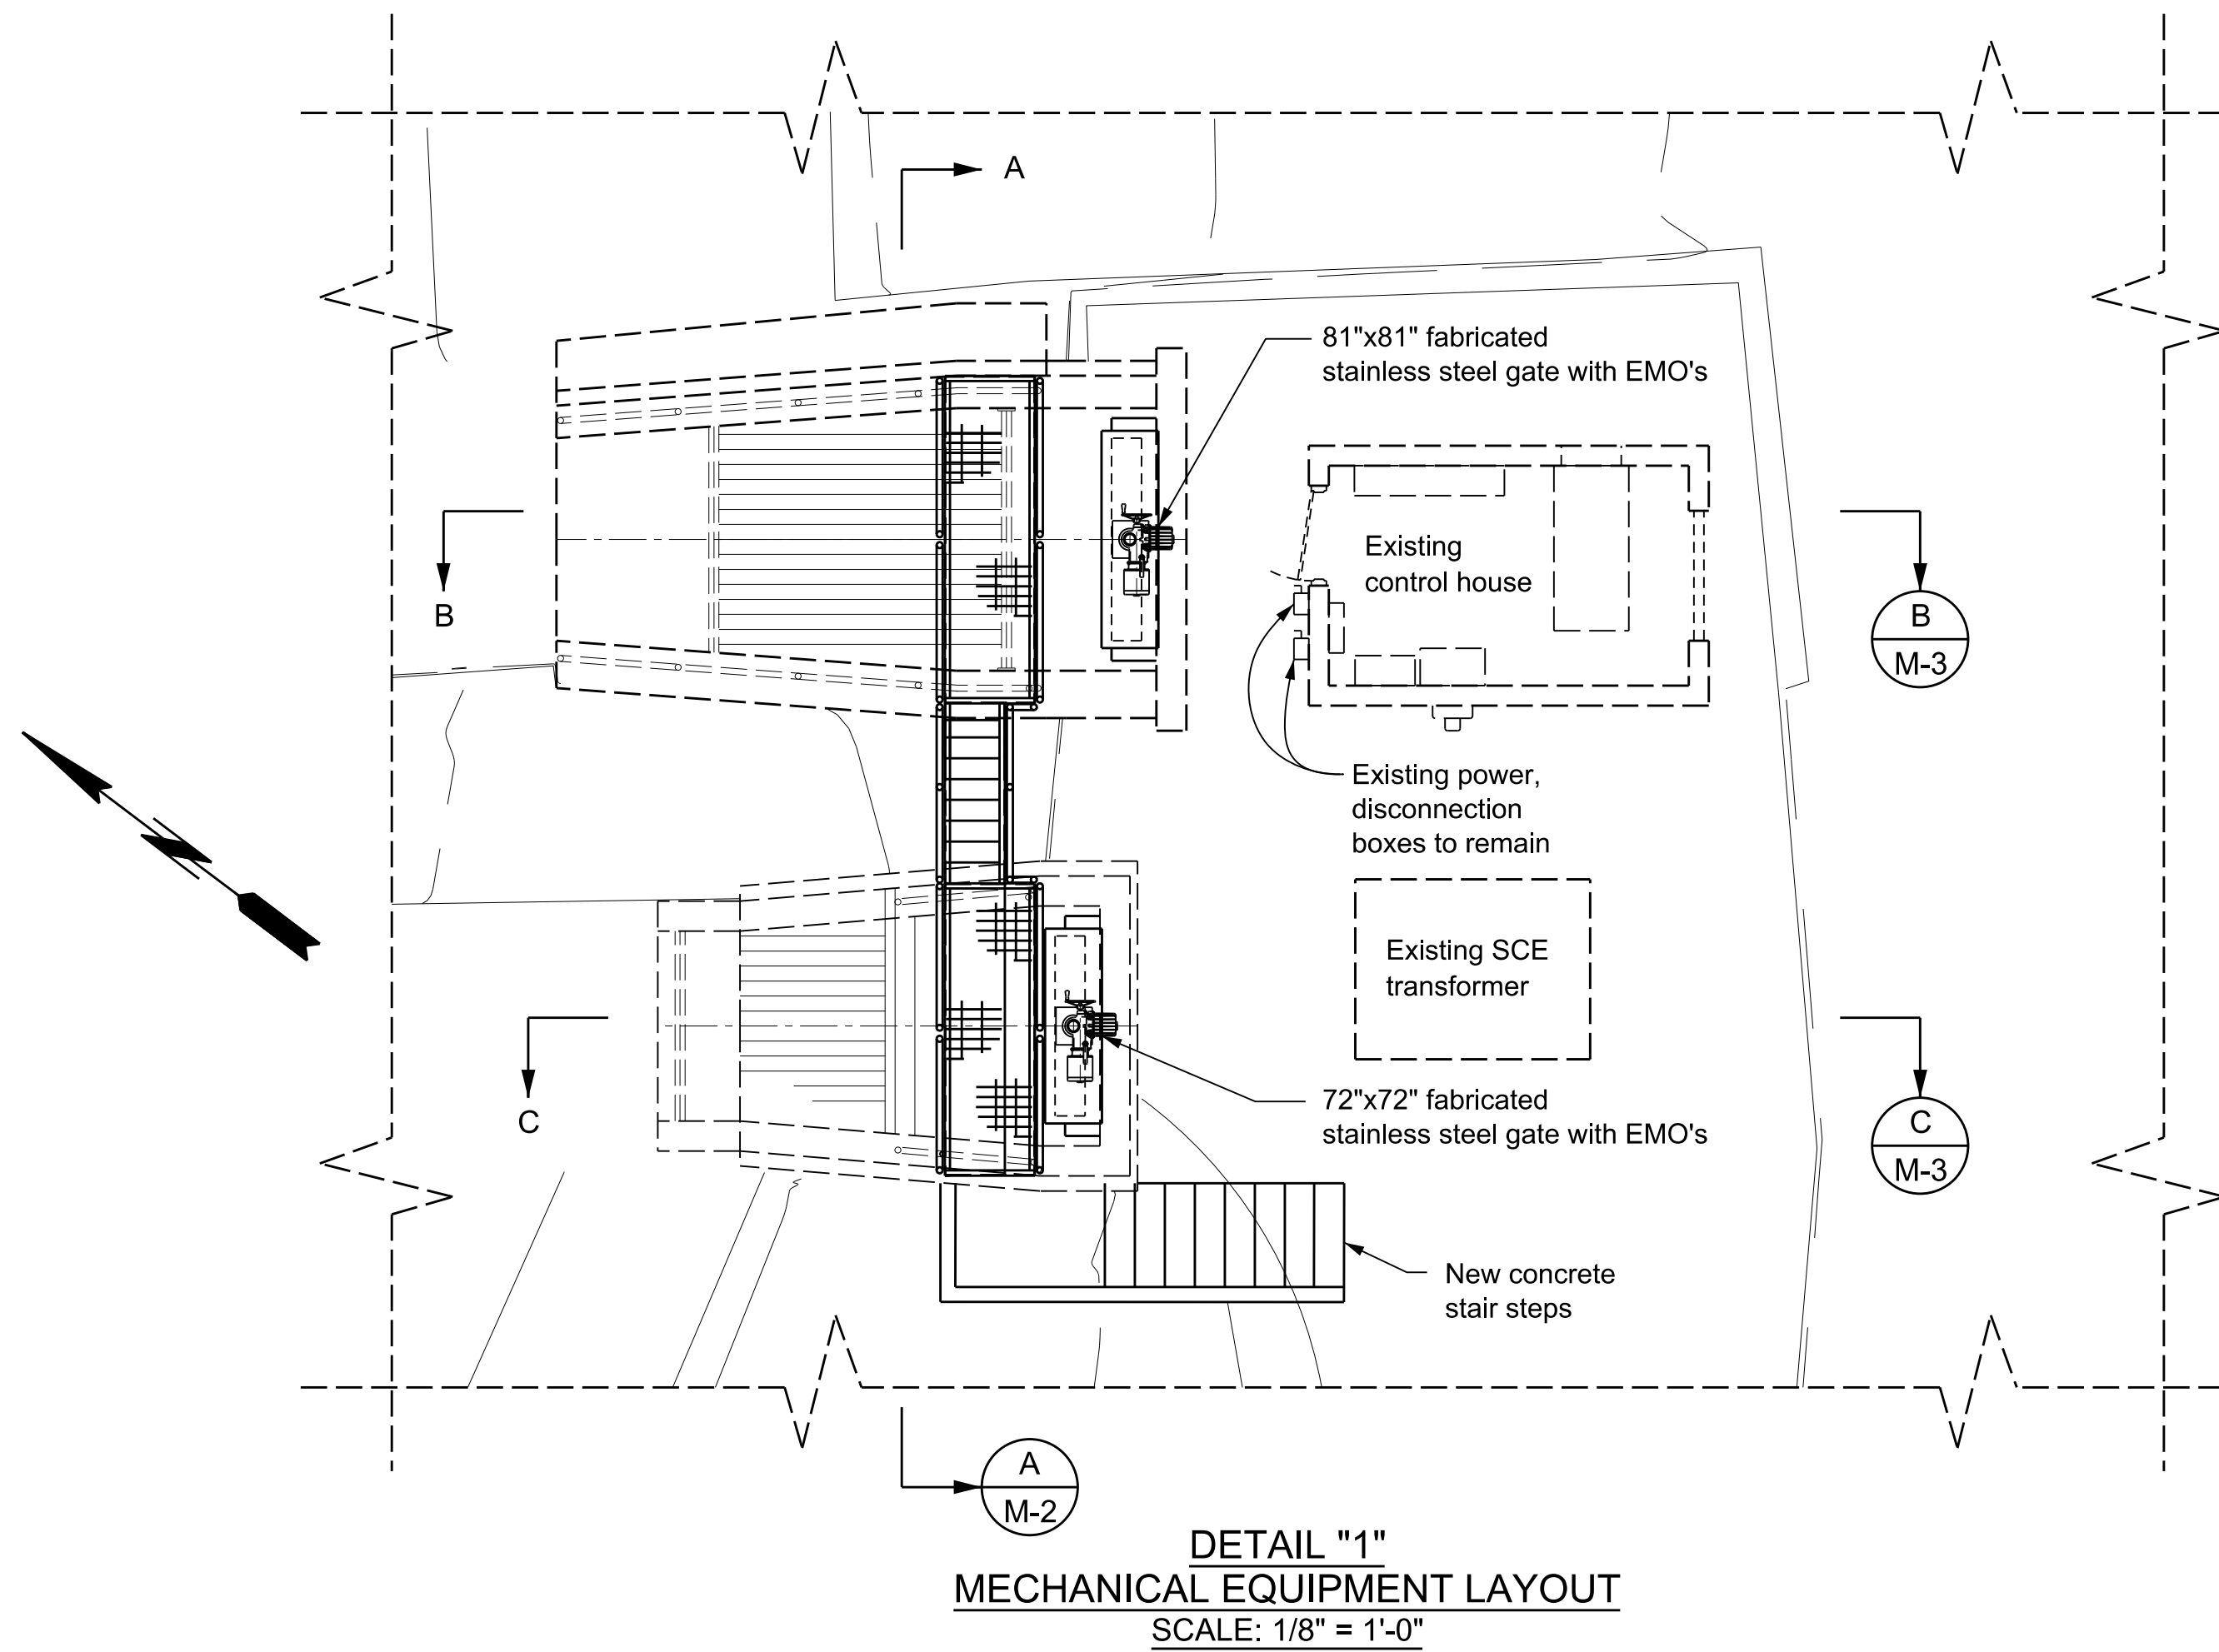 A
81"x81" fabricated
stainless steel gate with EMO's
Existing
control house
B
B
M-3
Existing power,
disconnection
boxes to remain
Existing SCE
transformer
C
72"x72" fabricated
stainless steel gate with EMO's
C
M-3
New concrete
stair steps
A
M-2
DETAIL "1"
MECHANICAL EQUIPMENT LAYOUT
SCALE: 1/8" = 1'-0"